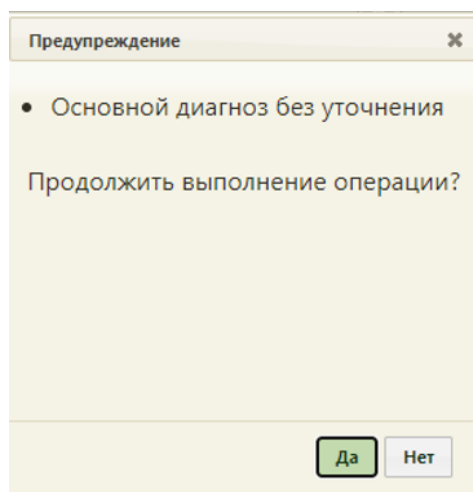 Предупреждение
• Основной диагноз без уточнения
Продолжить выполнение операции?
Да Нет